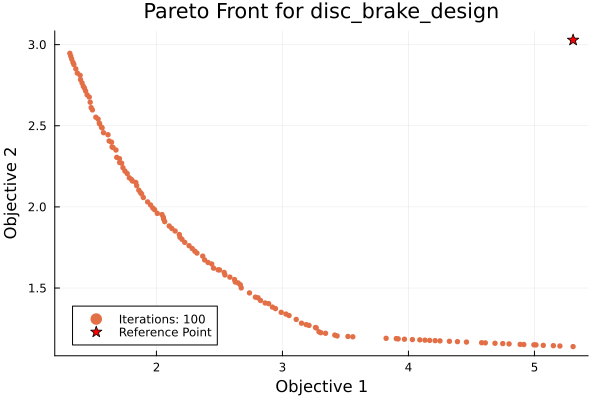 Pareto Front for disc_brake_design
Objective 2
3.0
2.5
2.0
1.5
Iterations: 100
Reference Point
2 3 4 5
Objective 1